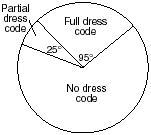 Partial
dress
code
Full dress
code
25°
95°
No dress
code